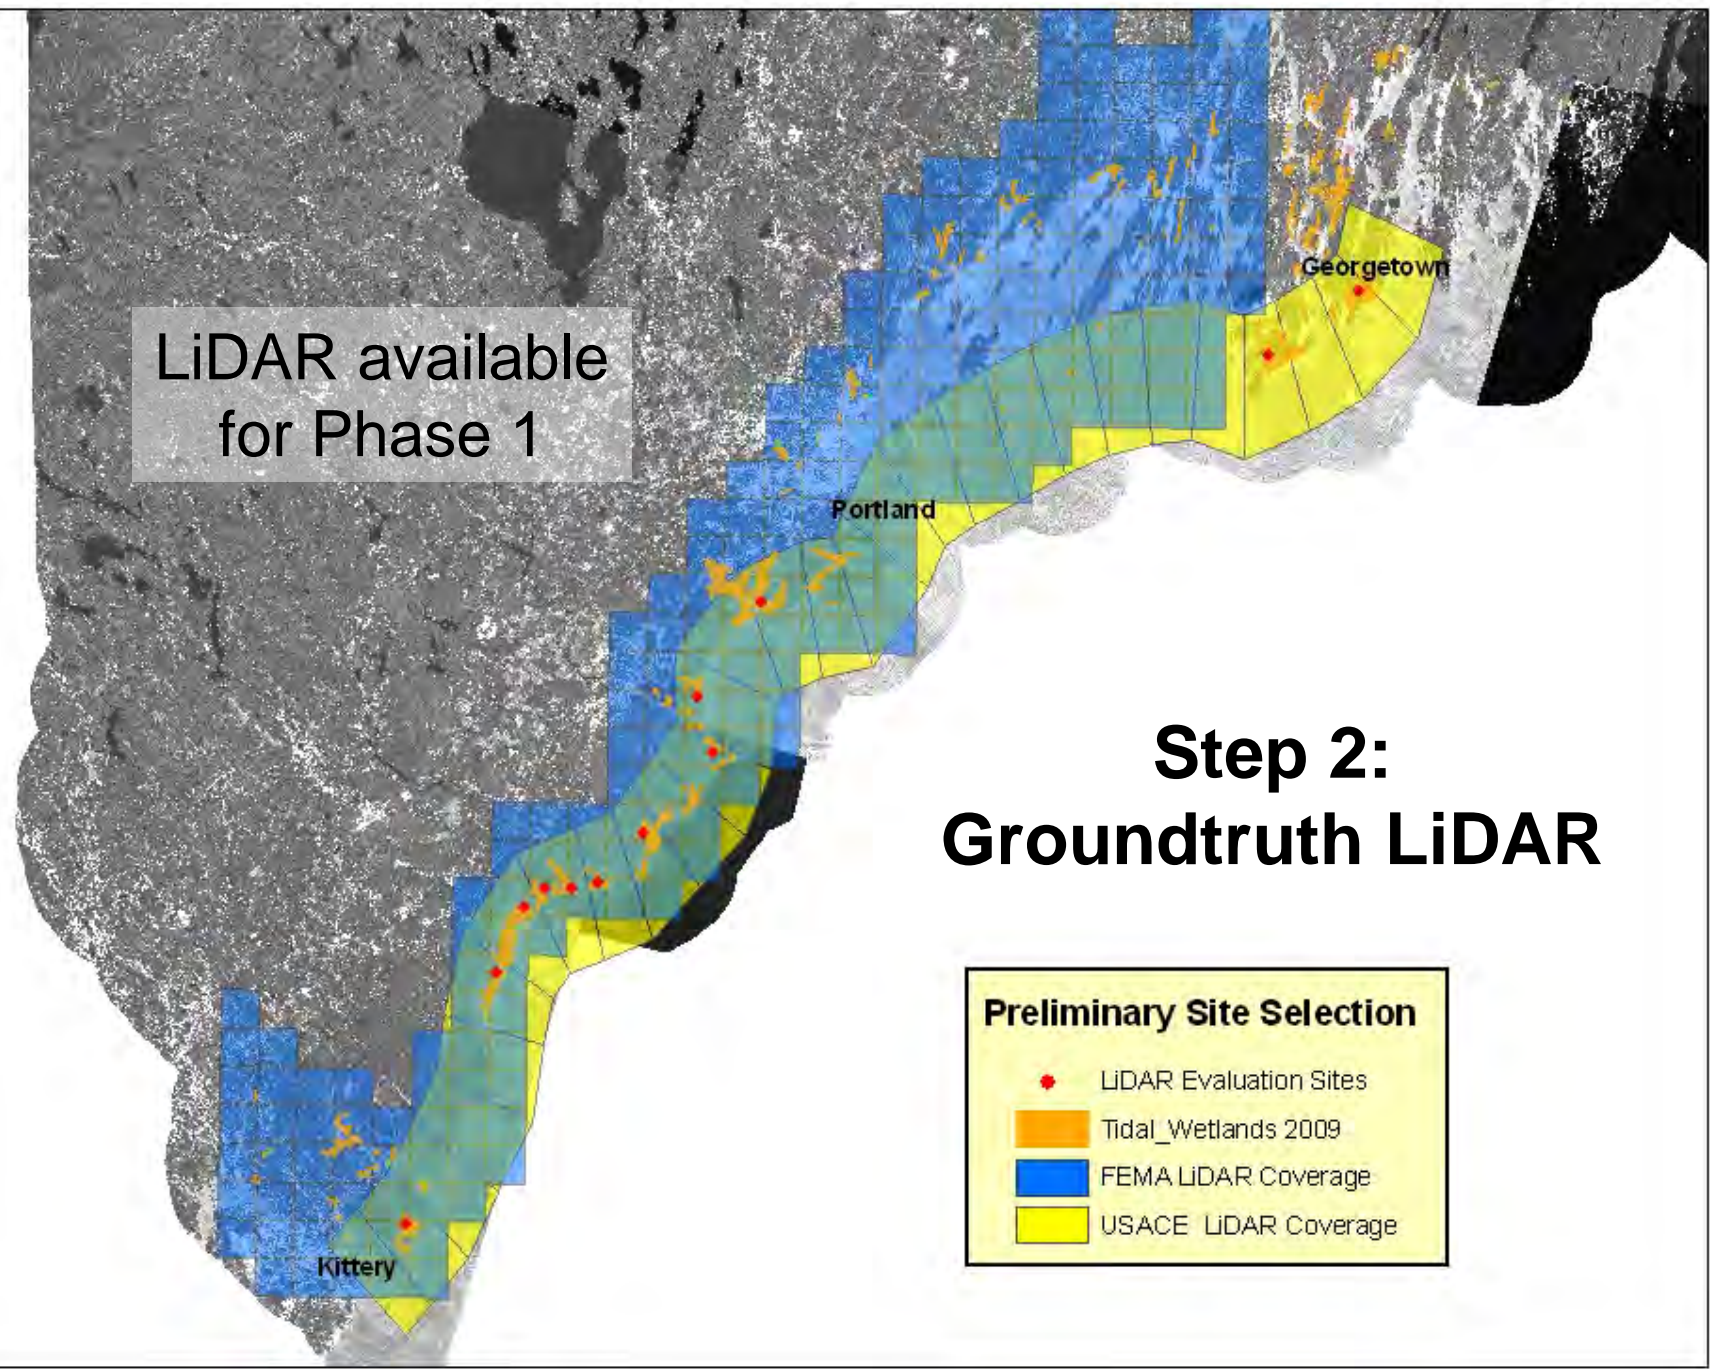 LiDAR available
for Phase 1
Georgetown
Portland
Step 2:
Groundtruth LiDAR
Preliminary Site Selection
LiDAR Evaluation Sites
Tidal_Wetlands 2009
FEMA LiDAR Coverage
USACE LiDAR Coverage
Kittery